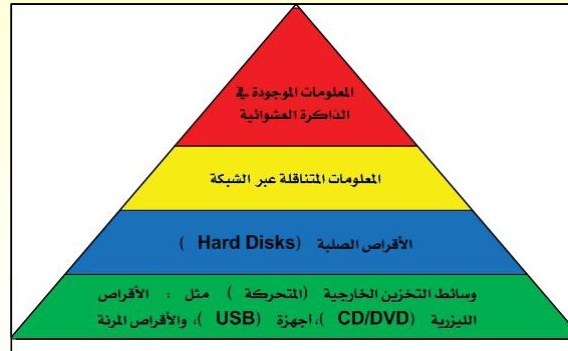 المعلومات الموجودة في
الذاكرة العشوائية
المعلومات المتناقلة عبر الشبكة
الأقراص الصلبة (Hard Disks)
وسائط التخزين الخارجية (المتحركة) مثل : الأقراص
الليزرية (CD/DVD)، أجهزة (USB)، والأقراص المرنة